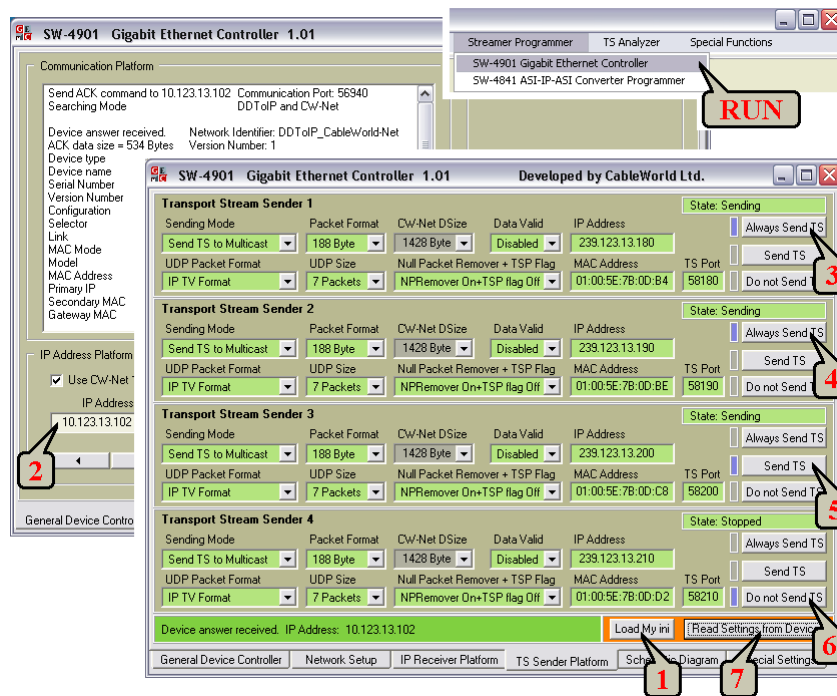 SW-4901 Gigabit Ethernet Controller 1.01
Streamer Programmer TS Analyzer Special Functions
SW-4901 Gigabit Ethernet Controller
SW-4841 ASI-IP-ASI Converter Programmer
RUN
Communication Platform
Send ACK command to 10.123.13.102 Communication Port: 56940
Searching Mode DDToIP and CW-Net
Device answer received. Network Identifier: DDToIP_CableWorld-Net
ACK data size = 534 Bytes Version Number: 1
Device type
Device name
Serial Number
Version Number
Configuration
Selector
Link
MAC Mode
Model
MAC Address
Primary IP
Secondary MAC
Gateway MAC
IP Address Platform
Use CW-Net
IP Address
10.123.13.102
2
General Device Contro
SW-4901 Gigabit Ethernet Controller 1.01 Developed by CableWorld Ltd.
Transport Stream Sender 1 State: Sending
Sending Mode Packet Format CW-Net DSize Data Valid IP Address Always Send TS
Send TS to Multicast 188 Byte 1428 Byte Disabled 239.123.13.180
UDP Packet Format UDP Size Null Packet Remover + TSP Flag MAC Address TS Port Send TS
IP TV Format 7 Packets NPRemover On+TSP flag Off 01:00:5E:7B:0D:B4 58180 Do not Send T
3
Transport Stream Sender 2 State: Sending
Sending Mode Packet Format CW-Net DSize Data Valid IP Address Always Send TS
Send TS to Multicast 188 Byte 1428 Byte Disabled 239.123.13.190
UDP Packet Format UDP Size Null Packet Remover + TSP Flag MAC Address TS Port Send TS
IP TV Format 7 Packets NPRemover On+TSP flag Off 01:00:5E:7B:0D:BE 58190 Do not Send T
4
Transport Stream Sender 3 State: Sending
Sending Mode Packet Format CW-Net DSize Data Valid IP Address Always Send TS
Send TS to Multicast 188 Byte 1428 Byte Disabled 239.123.13.200
UDP Packet Format UDP Size Null Packet Remover + TSP Flag MAC Address TS Port Send TS
IP TV Format 7 Packets NPRemover On+TSP flag Off 01:00:5E:7B:0D:C8 58200 Do not Send T
5
Transport Stream Sender 4 State: Stopped
Sending Mode Packet Format CW-Net DSize Data Valid IP Address Always Send TS
Send TS to Multicast 188 Byte 1428 Byte Disabled 239.123.13.210
UDP Packet Format UDP Size Null Packet Remover + TSP Flag MAC Address TS Port Send TS
IP TV Format 7 Packets NPRemover On+TSP flag Off 01:00:5E:7B:0D:D2 58210 Do not Send TS
6
Device answer received. IP Address: 10.123.13.102 Load My ini Read Settings from Device
General Device Controller Network Setup IP Receiver Platform TS Sender Platform Diagram Settings
1 7